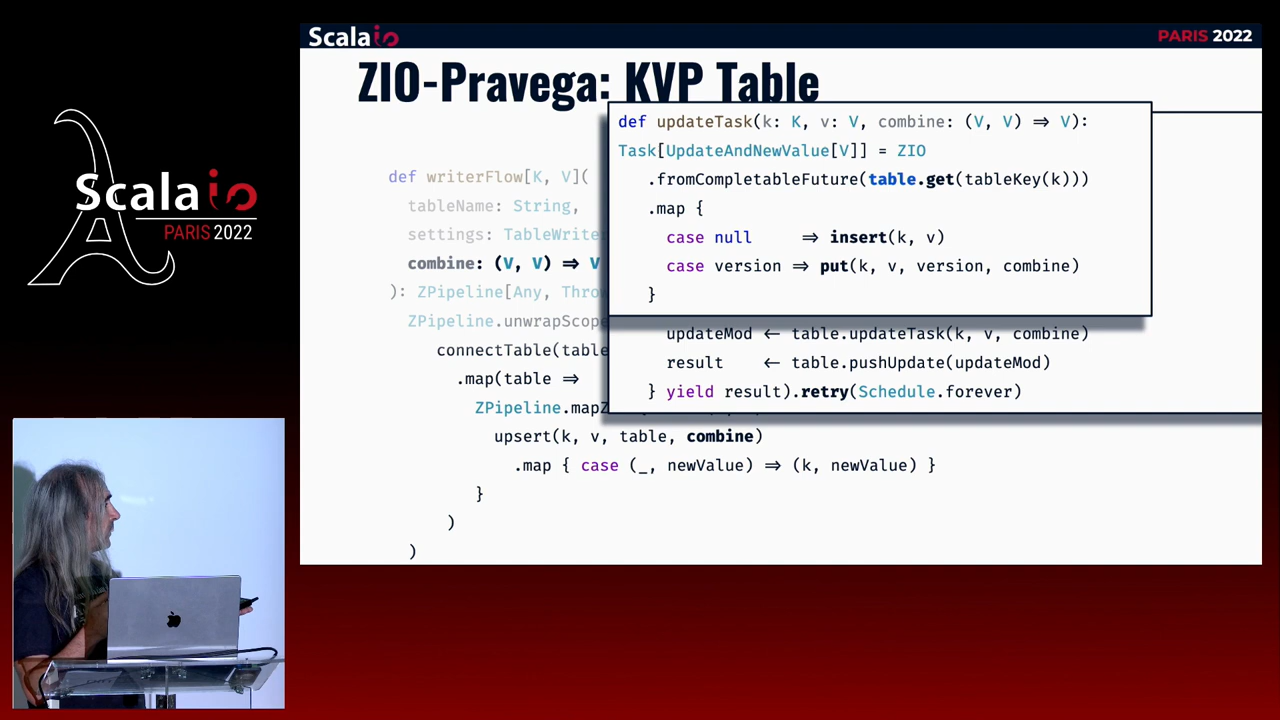 Scalaio
PARIS 2022
Scalaio
PARIS 2022
ZIO-Pravega: KVP Table
def writerFlow[K, V](
tableName: String,
settings: TableWrite
combine: (V, V) ⇒ V
): ZPipeline[Any, Throw
ZPipeline.unwrapScope
connectTable(table
.map(table ⇒
ZPipeline.mapZ
upsert(k, v, table, combine)
.map { case (_, newValue) ⇒ (k, newValue) }
}
)
)
def updateTask(k: K, v: V, combine: (V, V) ⇒ V):
Task[UpdateAndNewValue[V]] = ZIO
.fromCompletableFuture(table.get(tableKey(k)))
.map {
case null ⇒ insert(k, v)
case version ⇒ put(k, v, version, combine)
}
updateMod ← table.updateTask(k, v, combine)
result ← table.pushUpdate(updateMod)
} yield result).retry(Schedule.forever)